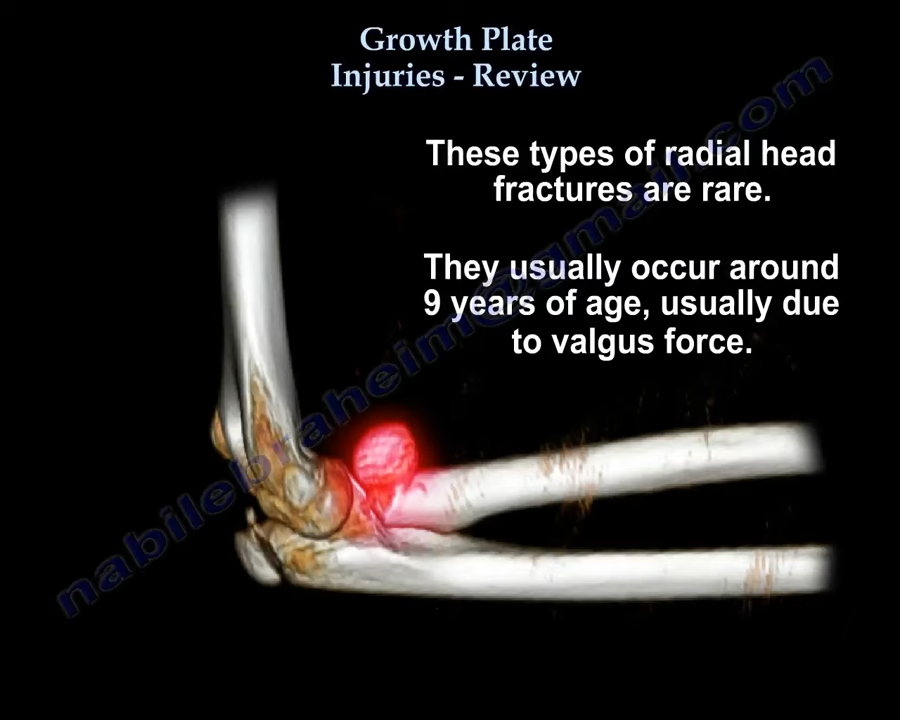 Growth Plate
Injuries - Review
These types of radial head
fractures are rare.
They usually occur around
9 years of age, usually due
to valgus force.
nabilebraheim@gmail.com